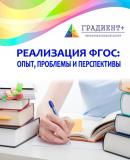 ГРАДИЕНТ+
РЕАЛИЗАЦИЯ ФГОС:
ОПЫТ, ПРОБЛЕМЫ И ПЕРСПЕКТИВЫ